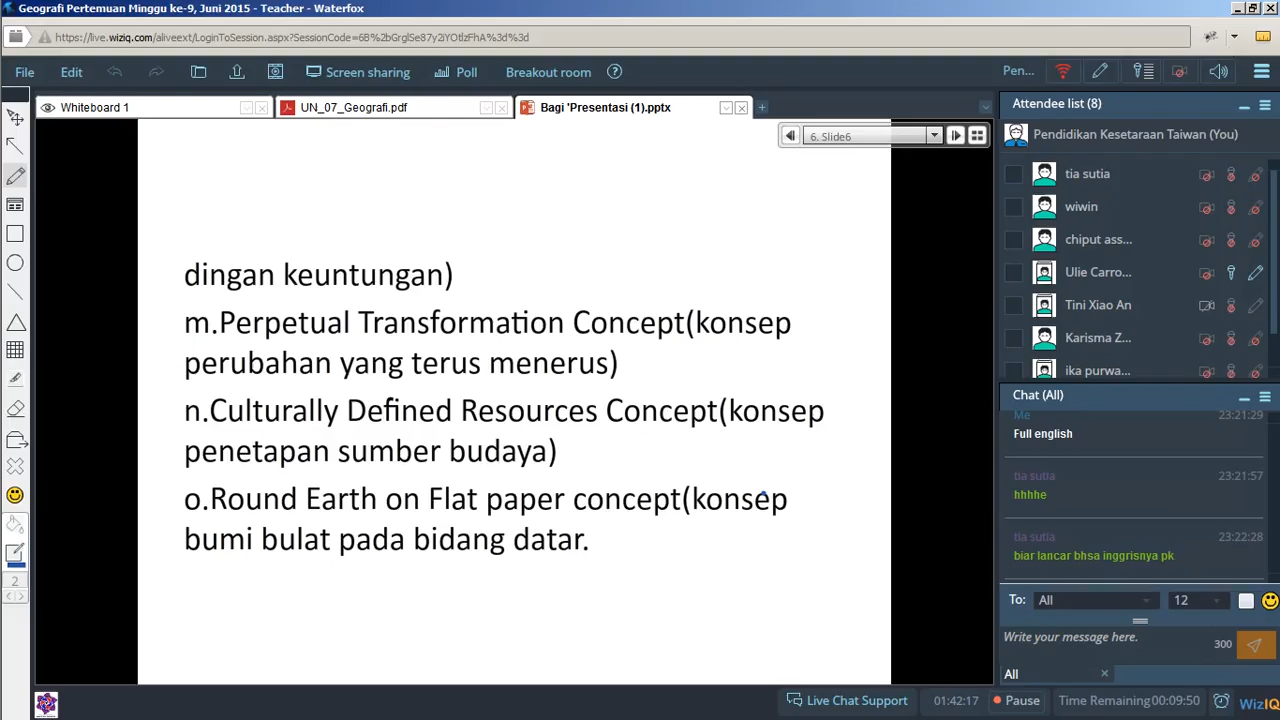 Geografi Pertemuan Minggu ke-9, Juni 2015 - Teacher - Waterfox
https://live.wiziq.com/aliveext/LoginToSession.aspx?SessionCode=6B%2bGrglSe87y2iYOtlzFhA%3d%3d
File Edit Screen sharing Poll Breakout room Pen...
Whiteboard 1 UN_07_Geografi.pdf Bagi 'Presentasi (1).pptx
6. Slide6
dingan keuntungan)
m.Perpetual Transformation Concept(konsep
perubahan yang terus menerus)
n.Culturally Defined Resources Concept(konsep
penetapan sumber budaya)
o.Round Earth on Flat paper concept(konsep
bumi bulat pada bidang datar.
2
Attendee list (8)
Pendidikan Kesetaraan Taiwan (You)
tia sutia
wiwin
chiput ass...
Ulie Carro...
Tini Xiao An
Karisma Z...
ika purwa...
Chat (All)
Me 23:21:29
Full english
tia sutia 23:21:57
hhhhe
tia sutia 23:22:28
biar lancar bhsa inggrisnya pk
To: All 12
Write your message here. 300
All
Live Chat Support 01:42:17 Pause Time Remaining 00:09:50 WizIQ